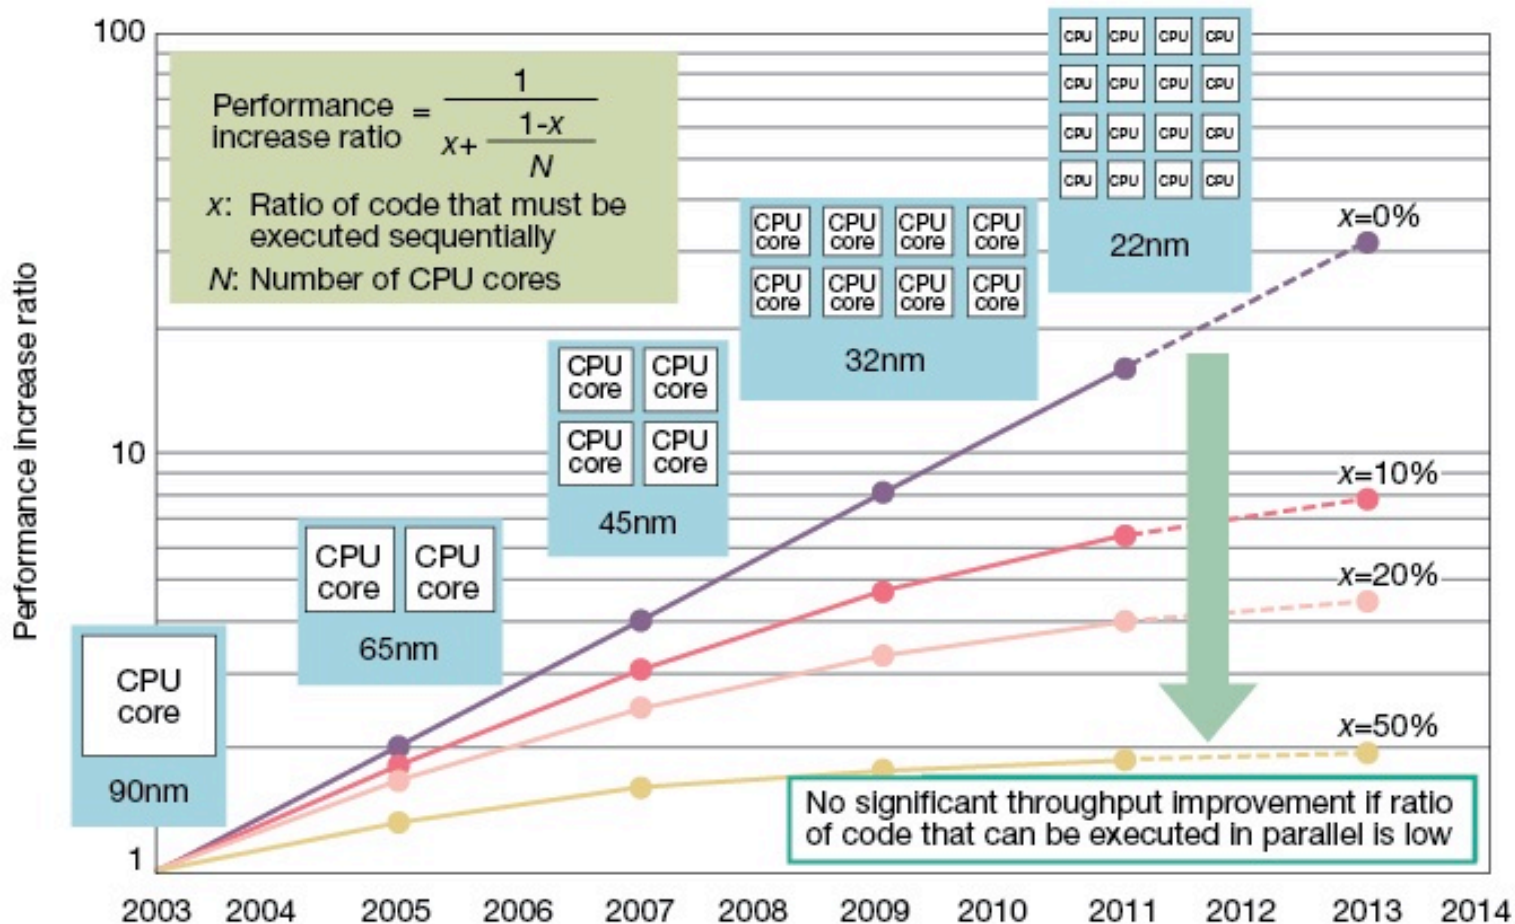 100
10
1
Performance increase ratio
Performance
increase ratio
=
1
x+
1-x
N
x: Ratio of code that must be
executed sequentially
N: Number of CPU cores
CPU
core
90nm
CPU
core
CPU
core
65nm
CPU
core
CPU
core
CPU
core
CPU
core
45nm
CPU
core
CPU
core
CPU
core
CPU
core
CPU
core
CPU
core
CPU
core
CPU
core
32nm
CPU CPU CPU CPU
CPU CPU CPU CPU
CPU CPU CPU CPU
CPU CPU CPU CPU
22nm
x=0%
x=10%
x=20%
x=50%
No significant throughput improvement if ratio
of code that can be executed in parallel is low
2003 2004 2005 2006 2007 2008 2009 2010 2011 2012 2013 2014